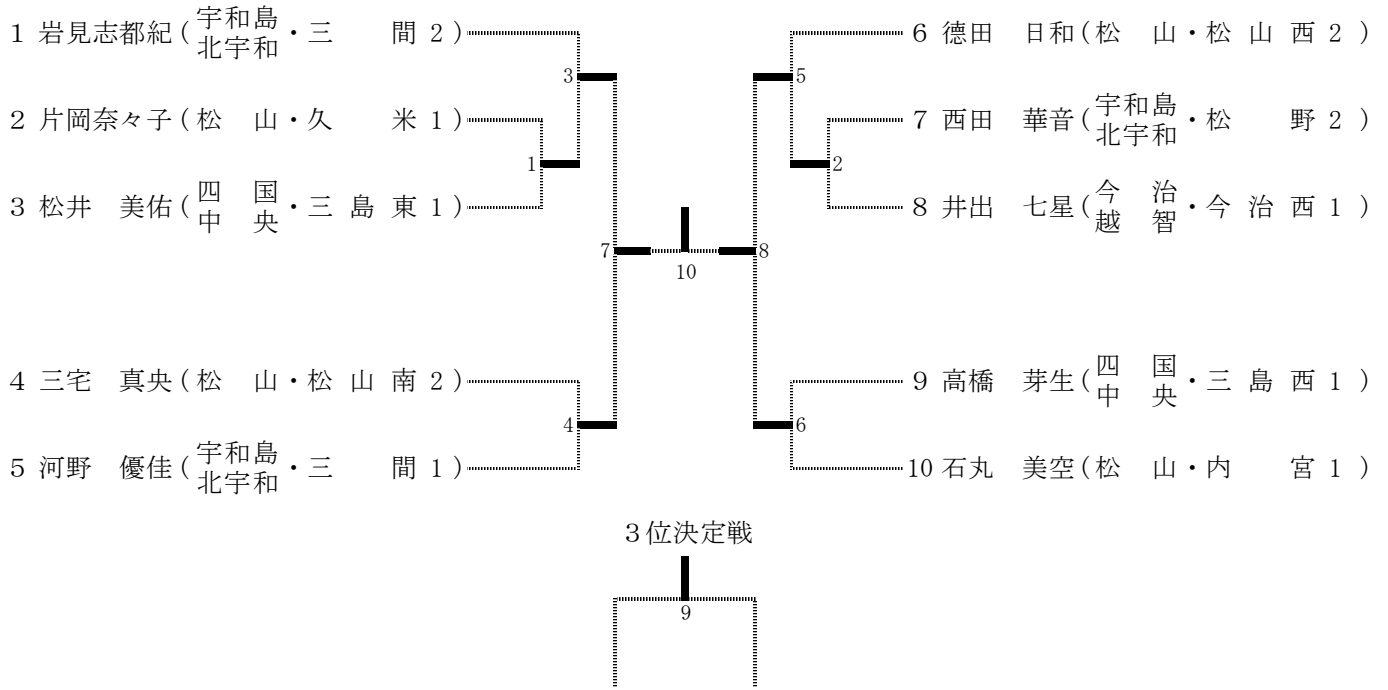 1 岩見志都紀(宇和島北宇和・三 間 2)
2 片岡奈々子(松 山・久 米 1)
3 松井 美佑(四国中央・三 島 東 1)
4 三宅 真央(松 山・松 山 南 2)
5 河野 優佳(宇和島北宇和・三 間 1)
3
1
7
4
10
5
2
8
6
6 德田 日和(松 山・松 山 西 2)
7 西田 華音(宇和島北宇和・松 野 2)
8 井出 七星(今治越智・今 治 西 1)
9 高橋 芽生(四国中央・三 島 西 1)
10 石丸 美空(松 山・内 宮 1)
3位決定戦
9